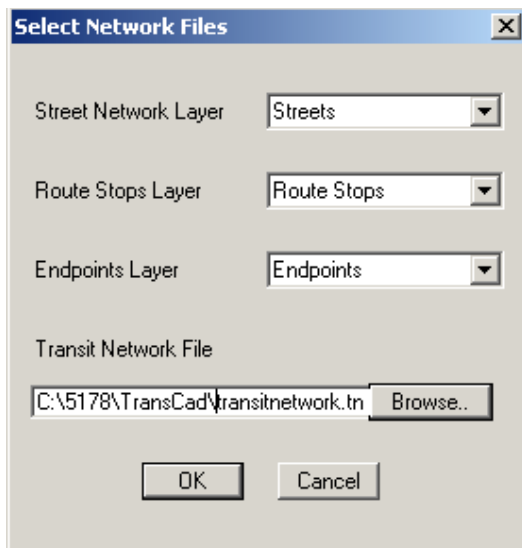 Select Network Files
Street Network Layer Streets
Route Stops Layer Route Stops
Endpoints Layer Endpoints
Transit Network File
C:\5178\TransCad\transitnetwork.tn Browse..
OK Cancel